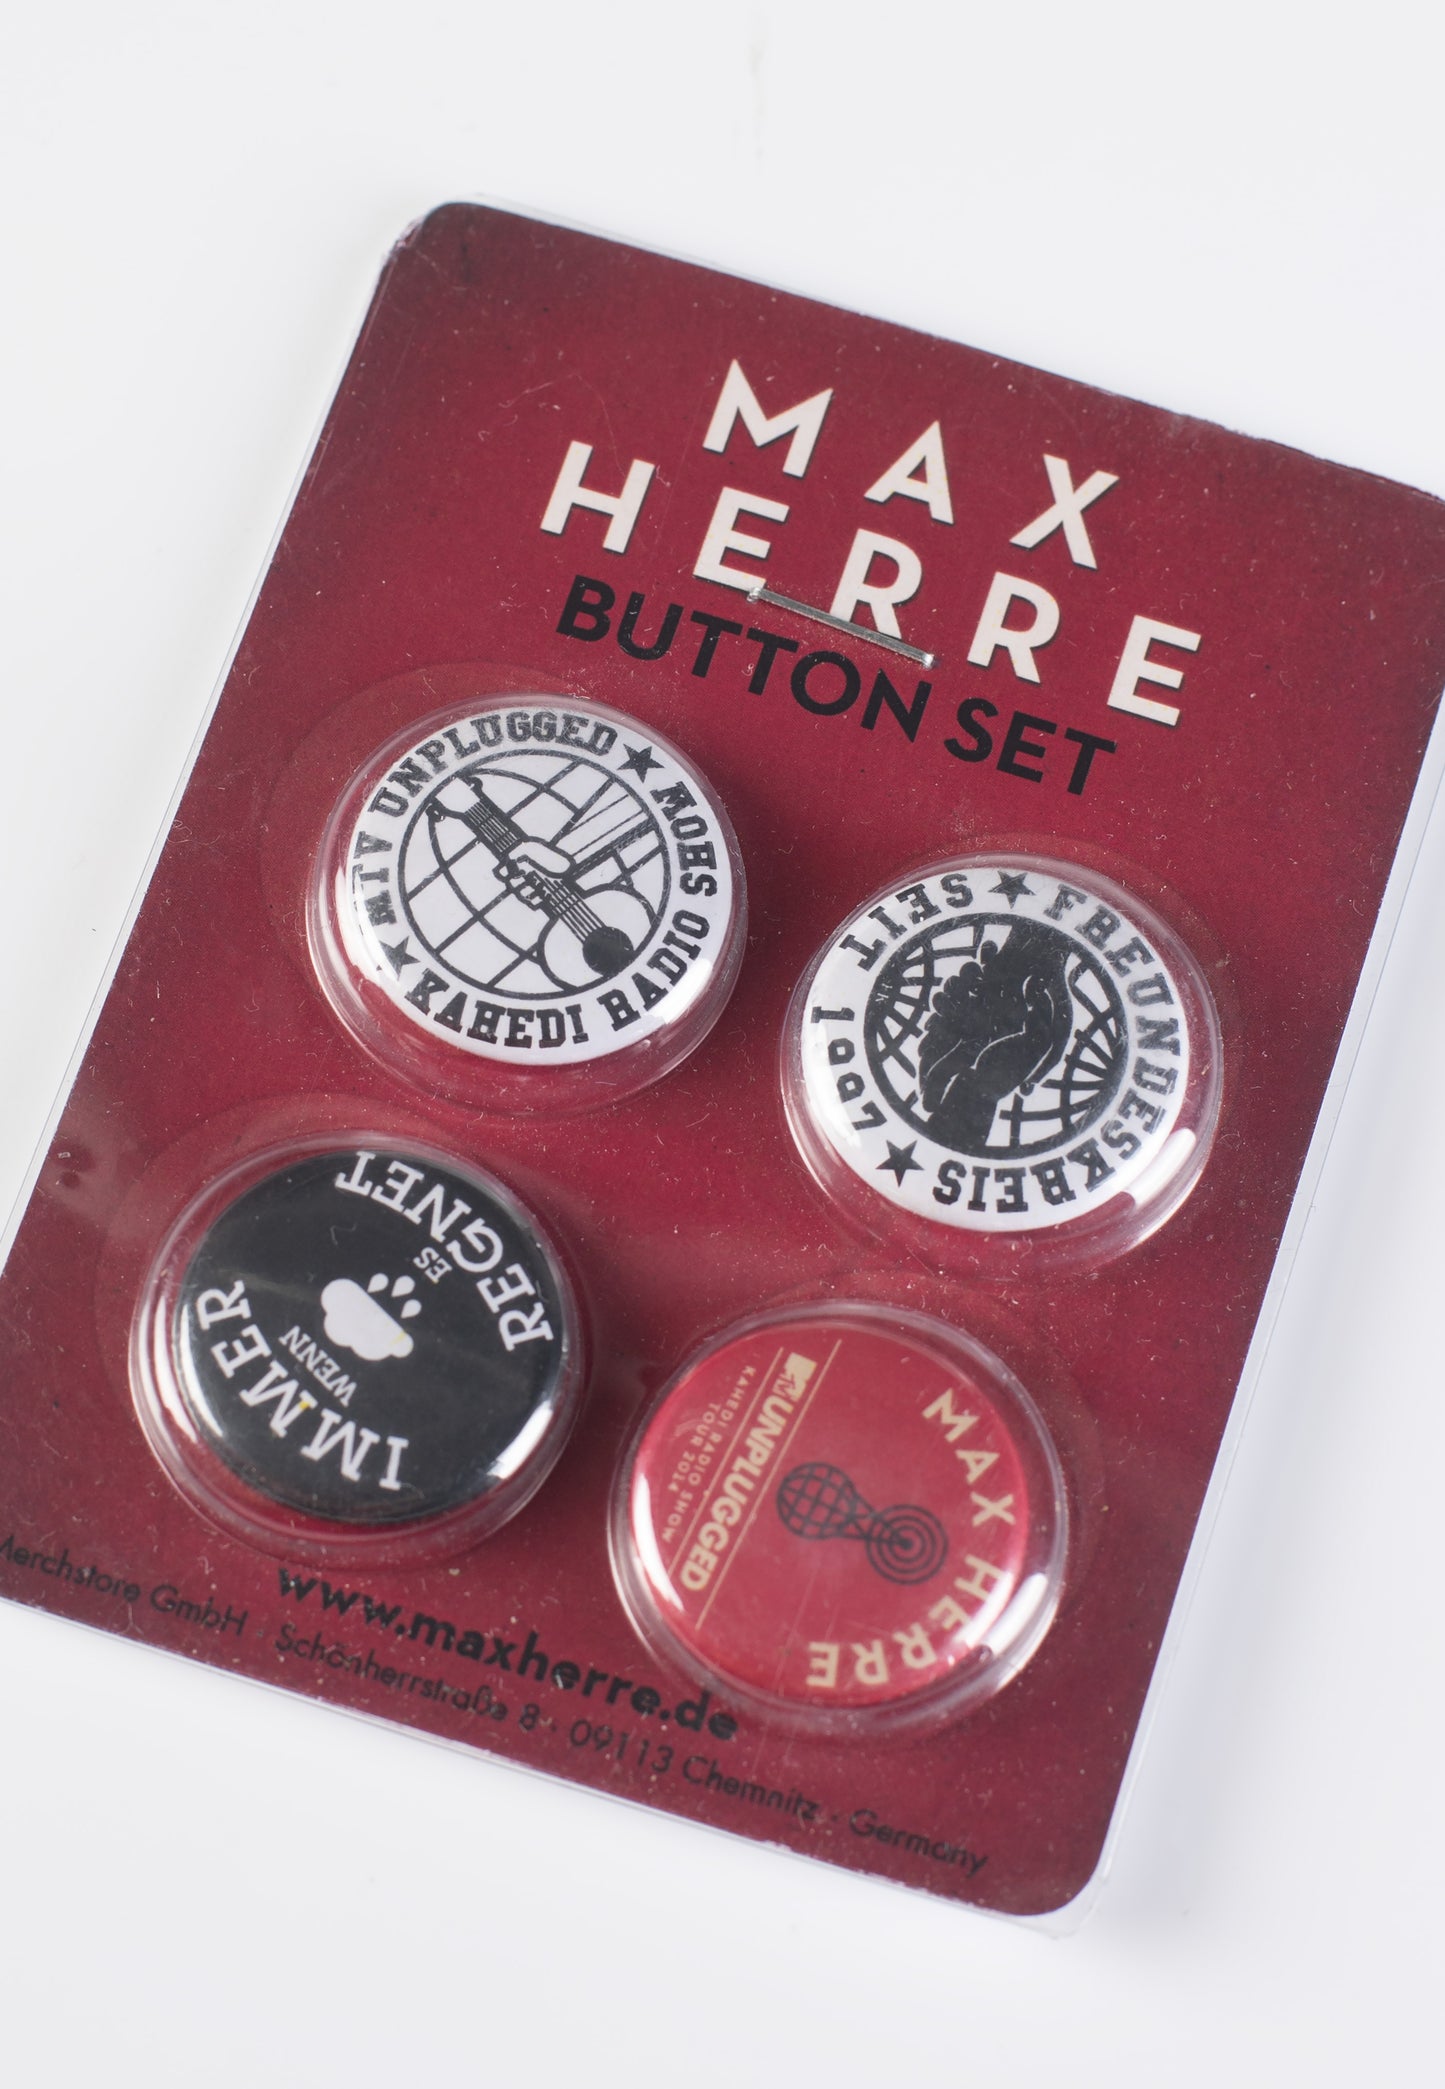 MAX
HERRE
BUTTON SET
MTV UNPLUGGED ★ KAHEDI RADIO SHOW
FREUNDESKREIS ★ SEIT 1997
IMMER
WENN
ES
REGNET
MAX HERRE
MTV UNPLUGGED
KAHEDI RADIO SHOW
TOUR 2014
www.maxherre.de
Merchstore GmbH · Schönherrstraße 8 · 09113 Chemnitz · Germany